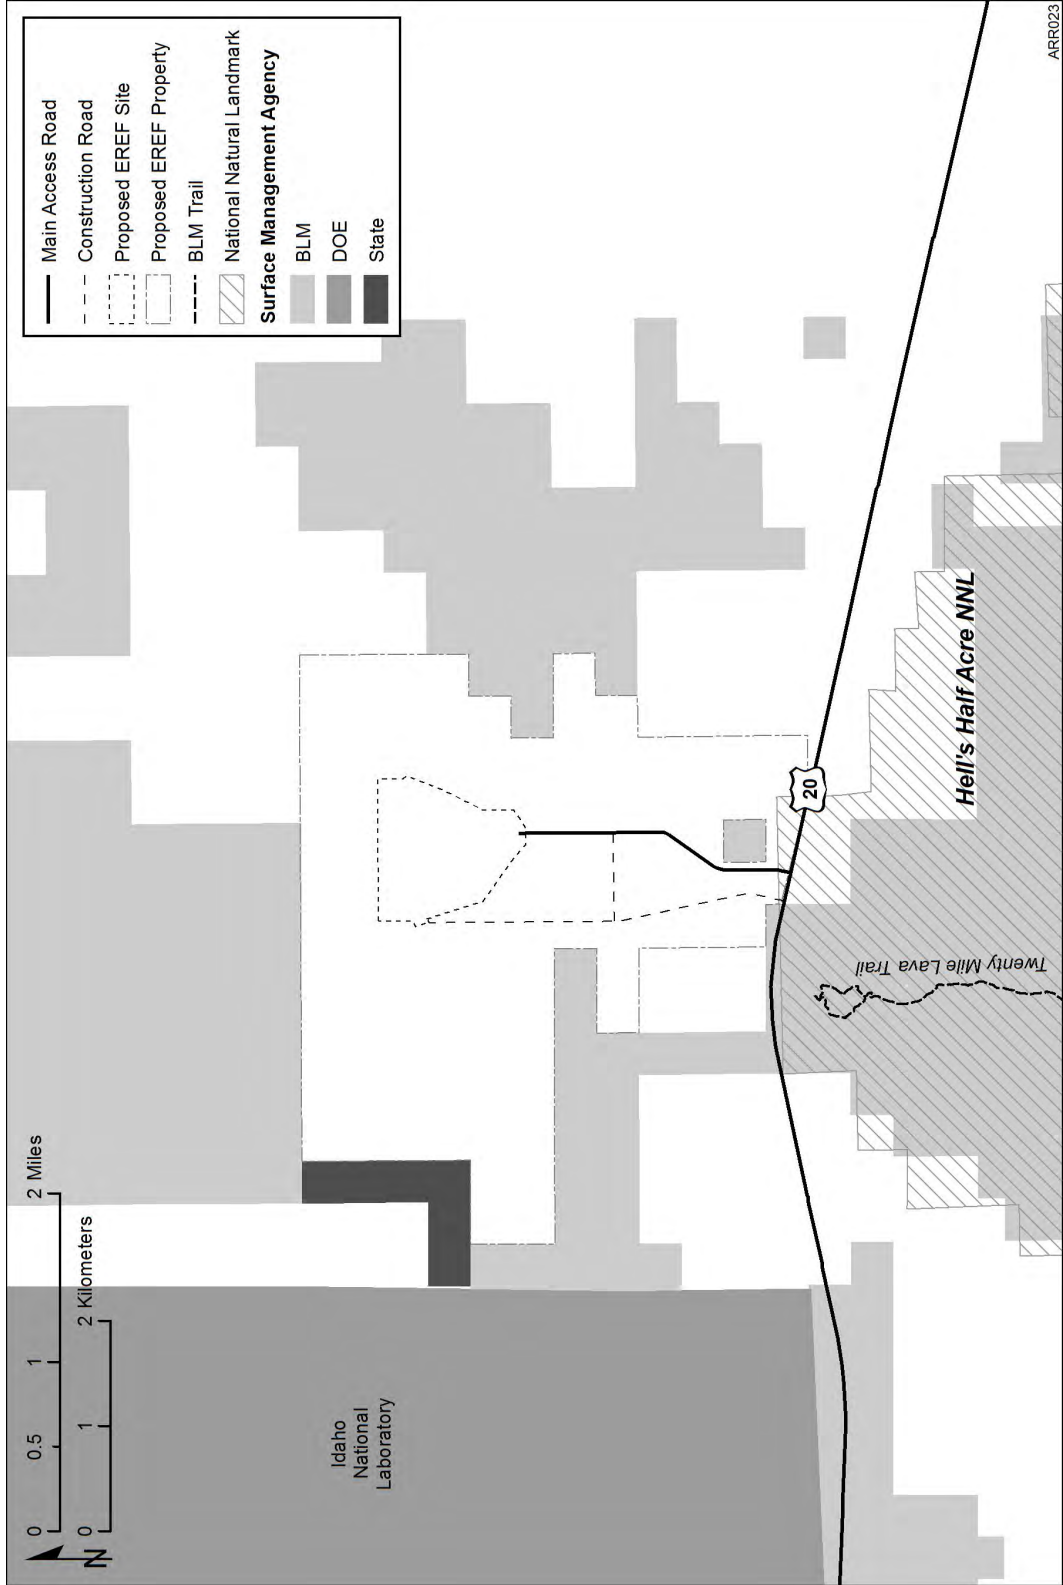 N
0 0.5 1 2 Miles
0 1 2 Kilometers
Main Access Road
Construction Road
Proposed EREF Site
Proposed EREF Property
BLM Trail
National Natural Landmark
Surface Management Agency
BLM
DOE
State
Idaho
National
Laboratory
20
Hell's Half Acre NNL
Twenty Mile Lava Trail
ARR023